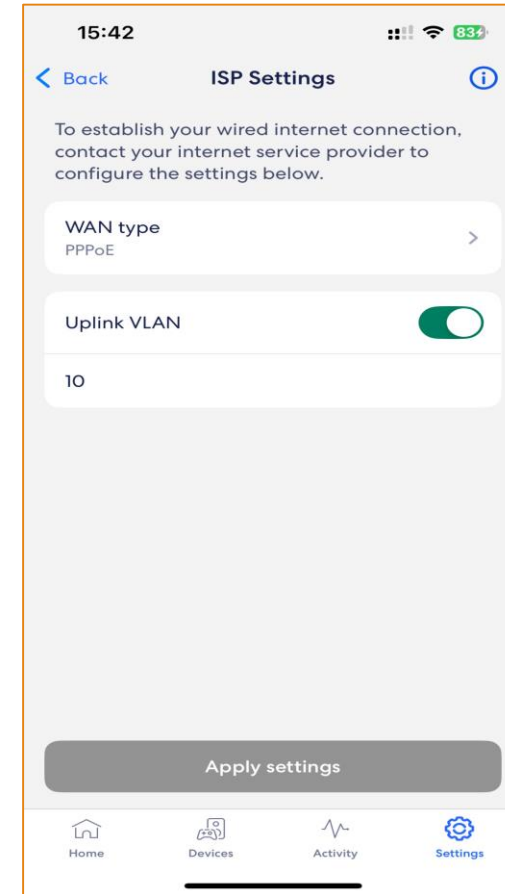 15:42
83
Back
ISP Settings
To establish your wired internet connection,
contact your internet service provider to
configure the settings below.
WAN type
PPPoE
Uplink VLAN
10
Apply settings
Home
Devices
Activity
Settings